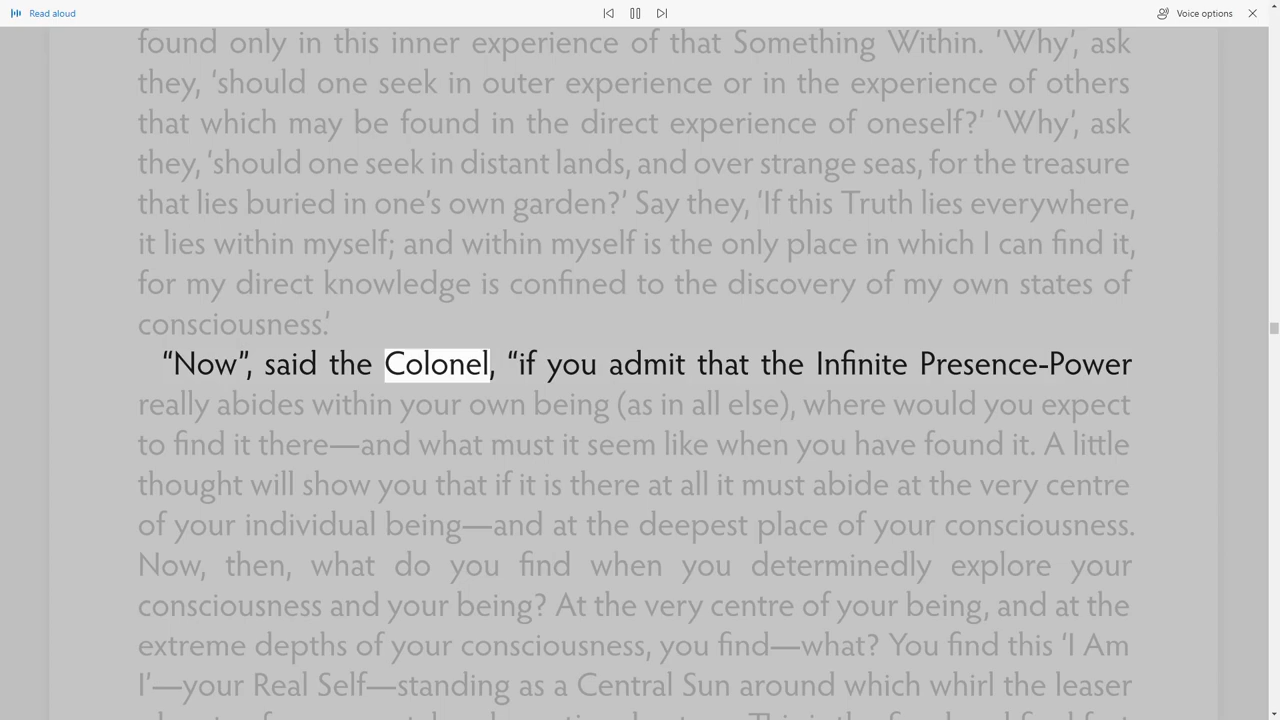 Read aloud
Voice options
found only in this inner experience of that Something Within. ‘Why’, ask
they, ‘should one seek in outer experience or in the experience of others
that which may be found in the direct experience of oneself?’ ‘Why’, ask
they, ‘should one seek in distant lands, and over strange seas, for the treasure
that lies buried in one’s own garden?’ Say they, ‘If this Truth lies everywhere,
it lies within myself; and within myself is the only place in which I can find it,
for my direct knowledge is confined to the discovery of my own states of
consciousness.’
“Now”, said the Colonel, “if you admit that the Infinite Presence-Power
really abides within your own being (as in all else), where would you expect
to find it there—and what must it seem like when you have found it. A little
thought will show you that if it is there at all it must abide at the very centre
of your individual being—and at the deepest place of your consciousness.
Now, then, what do you find when you determinedly explore your
consciousness and your being? At the very centre of your being, and at the
extreme depths of your consciousness, you find—what? You find this ‘I Am
I’—your Real Self—standing as a Central Sun around which whirl the leaser